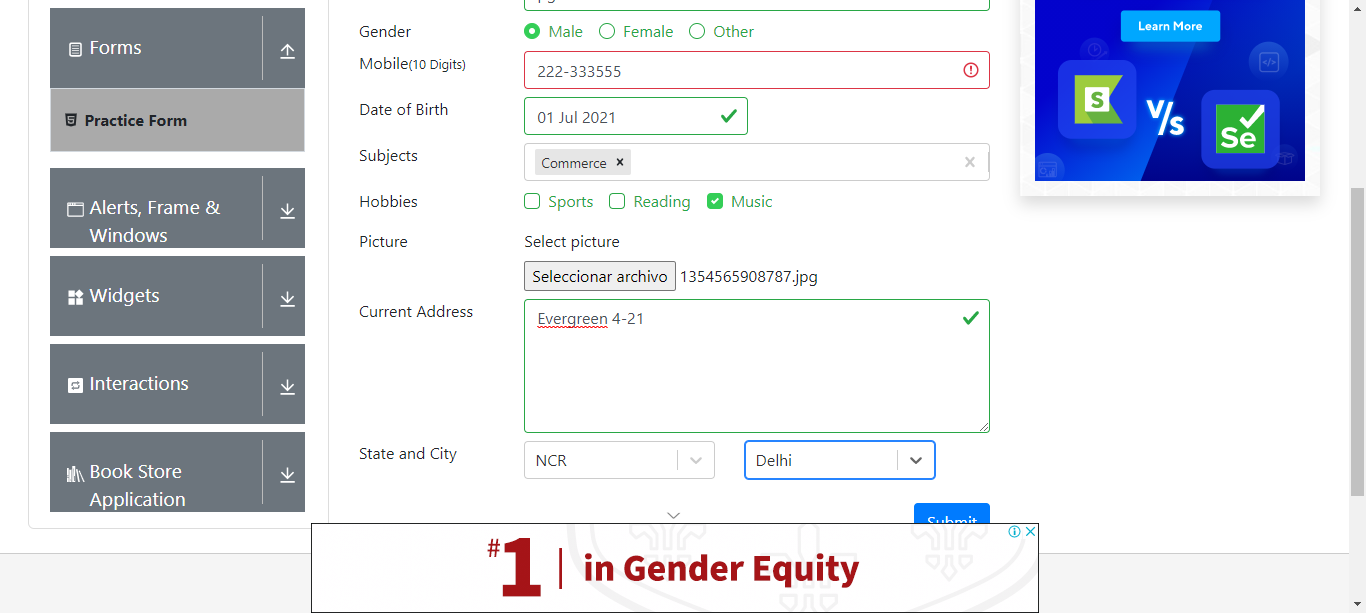 Forms
Practice Form
Alerts, Frame &
Windows
Widgets
Interactions
Book Store
Application
Gender
Male
Female
Other
Mobile(10 Digits)
222-333555
Date of Birth
01 Jul 2021
Subjects
Commerce
Hobbies
Sports
Reading
Music
Picture
Select picture
Seleccionar archivo 1354565908787.jpg
Current Address
Evergreen 4-21
State and City
NCR
Delhi
Submit
Learn More
S
V/s
Se
#1 in Gender Equity